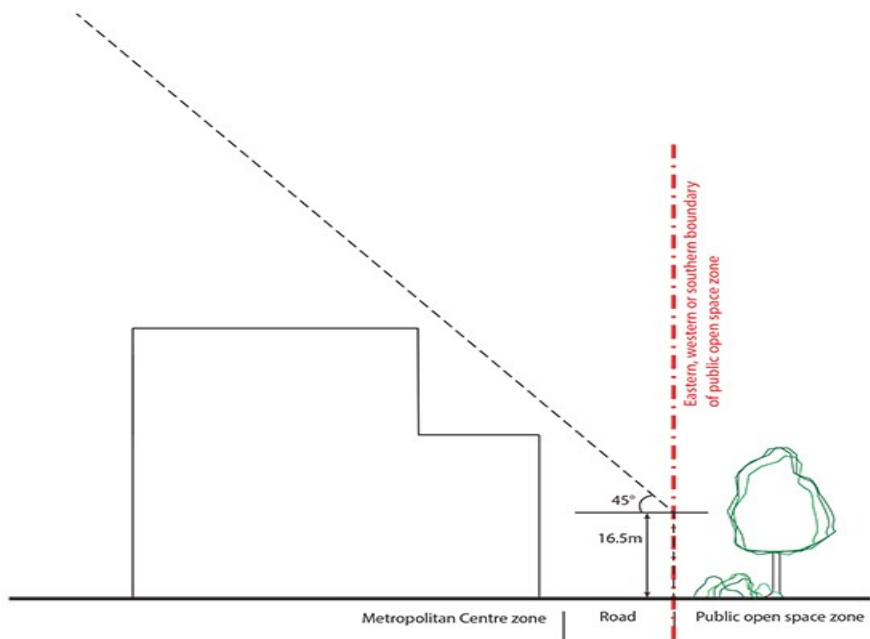 Eastern, western or southern boundary
of public open space zone
45°
16.5m
Metropolitan Centre zone
Road
Public open space zone